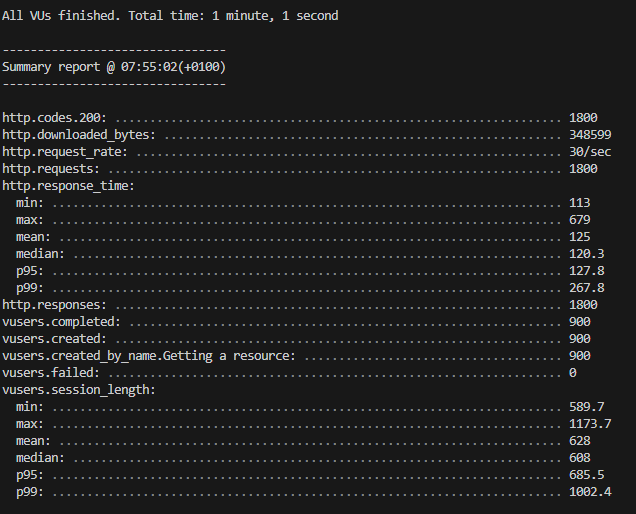 All VUs finished. Total time: 1 minute, 1 second
--------------------------------
Summary report @ 07:55:02(+0100)
--------------------------------
http.codes.200: ................................................................ 1800
http.downloaded_bytes: ......................................................... 348599
http.request_rate: ............................................................. 30/sec
http.requests: ................................................................. 1800
http.response_time:
  min: ......................................................................... 113
  max: ......................................................................... 679
  mean: ........................................................................ 125
  median: ...................................................................... 120.3
  p95: ......................................................................... 127.8
  p99: ......................................................................... 267.8
http.responses: ................................................................ 1800
vusers.completed: .............................................................. 900
vusers.created: ................................................................ 900
vusers.created_by_name.Getting a resource: ..................................... 900
vusers.failed: ................................................................. 0
vusers.session_length:
  min: ......................................................................... 589.7
  max: ......................................................................... 1173.7
  mean: ........................................................................ 628
  median: ...................................................................... 608
  p95: ......................................................................... 685.5
  p99: ......................................................................... 1002.4